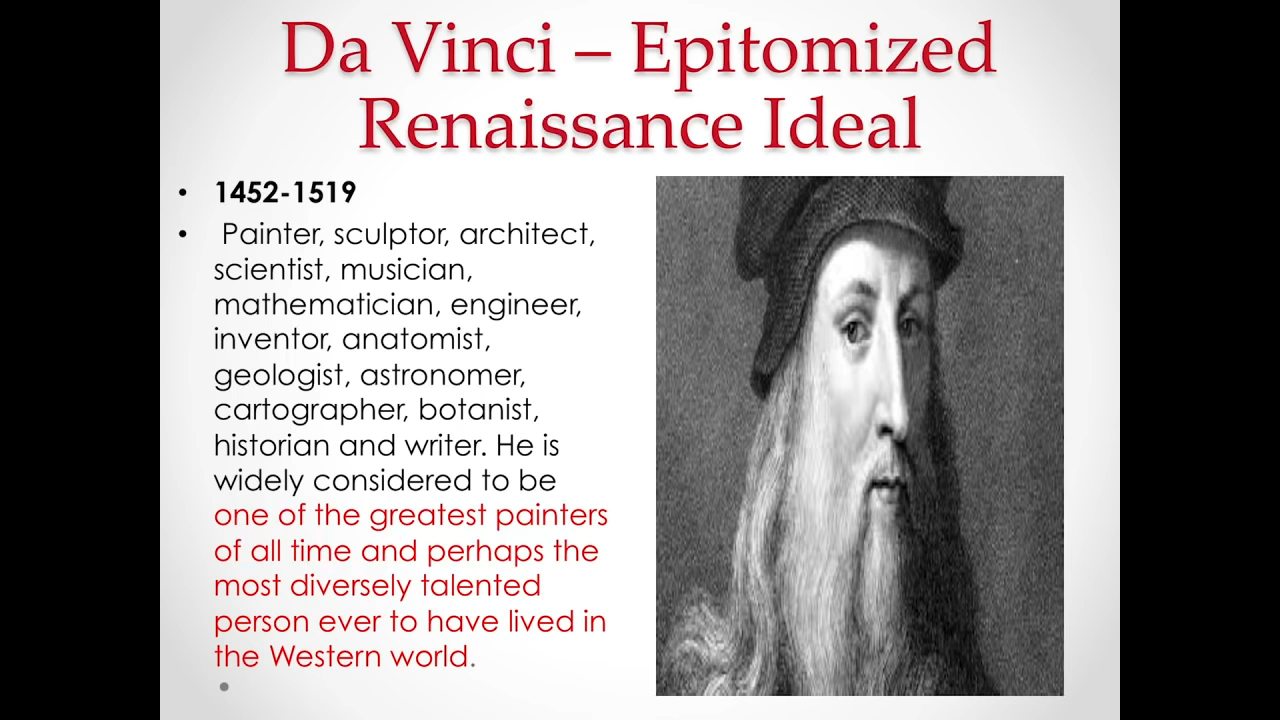 Da Vinci – Epitomized
Renaissance Ideal
• 1452-1519
• Painter, sculptor, architect,
scientist, musician,
mathematician, engineer,
inventor, anatomist,
geologist, astronomer,
cartographer, botanist,
historian and writer. He is
widely considered to be
one of the greatest painters
of all time and perhaps the
most diversely talented
person ever to have lived in
the Western world.
•